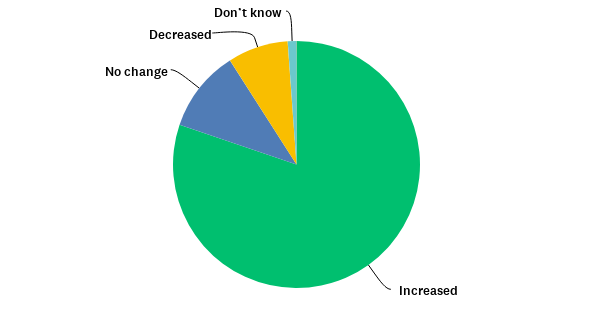 Don't know
Decreased
No change
Increased